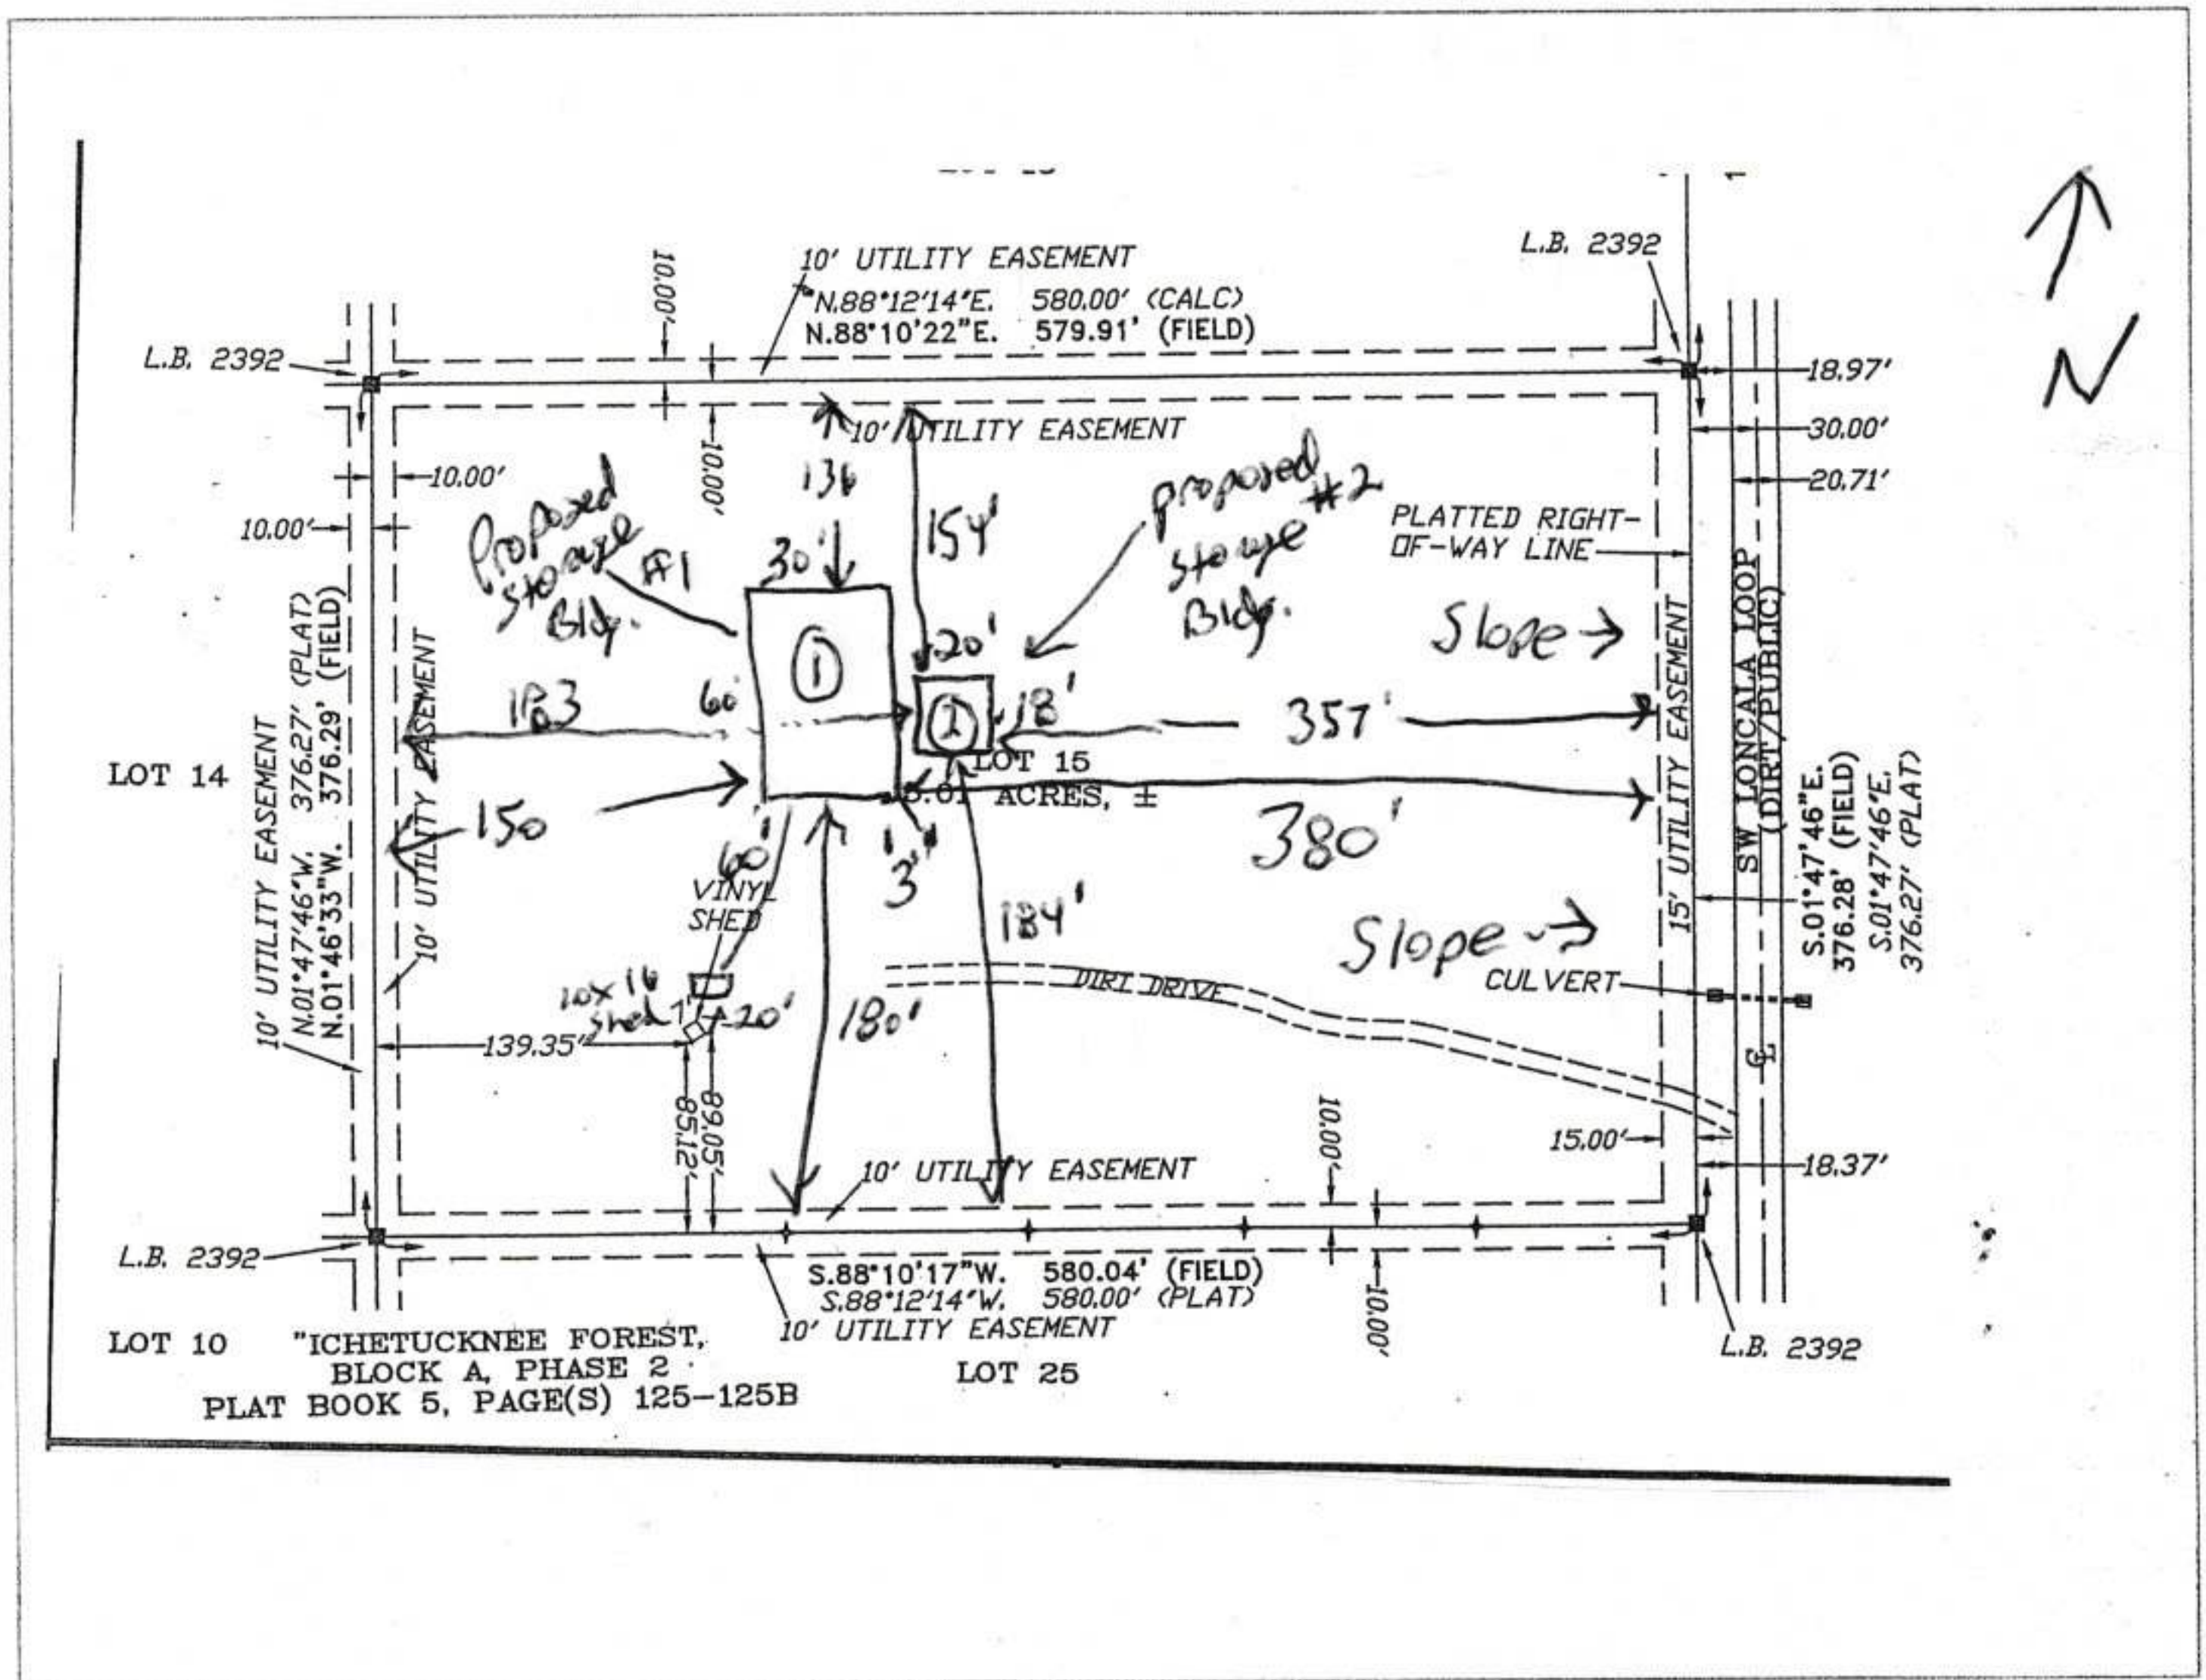 L.B. 2392
10' UTILITY EASEMENT
N.88°12'14"E. 580.00' (CALC)
N.88°10'22"E. 579.91' (FIELD)
10.00'
L.B. 2392
18.97'
10' UTILITY EASEMENT
30.00'
10.00'
10.00'
20.71'
136
Proposed
Storage
#1
Bldg.
30'
154'
proposed
storage #2
Bldg.
PLATTED RIGHT-
OF-WAY LINE
10.00'
①
20'
Slope →
SW LONCALA LOOP
(DIRT/PUBLIC)
15' UTILITY EASEMENT
10' UTILITY EASEMENT
N.01°47'46"W. 376.27' (PLAT)
N.01°46'33"W. 376.29' (FIELD)
10' UTILITY EASEMENT
183
60'
②
18'
357'
LOT 14
LOT 15
ACRES, ±
150
380'
S.01°47'46"E.
376.28' (FIELD)
S.01°47'46"E.
376.27' (PLAT)
60'
3'
VINYL
SHED
184'
Slope →
CULVERT
DIRT DRIVE
10x16
shed
7'
20'
180'
139.35'
℄
89.05'
85.12'
10.00'
15.00'
10' UTILITY EASEMENT
18.37'
L.B. 2392
S.88°10'17"W. 580.04' (FIELD)
S.88°12'14"W. 580.00' (PLAT)
10' UTILITY EASEMENT
10.00'
L.B. 2392
LOT 10
"ICHETUCKNEE FOREST,
BLOCK A, PHASE 2
PLAT BOOK 5, PAGE(S) 125-125B
LOT 25
N